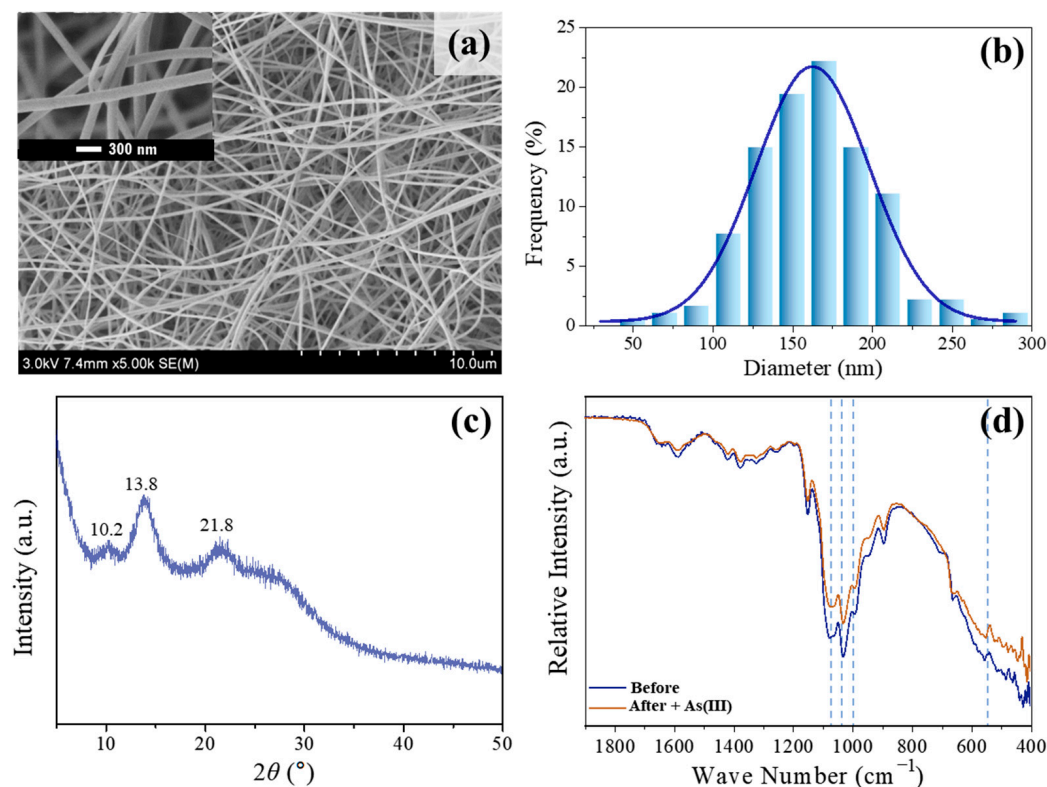 (a)
300 nm
3.0kV 7.4mm x5.00k SE(M)
10.0um
(b)
Frequency (%)
25
20
15
10
5
0
50
100
150
200
250
300
Diameter (nm)
(c)
Intensity (a.u.)
10.2
13.8
21.8
10
20
30
40
50
2θ (°)
(d)
Relative Intensity (a.u.)
Before
After + As(III)
1800
1600
1400
1200
1000
800
600
400
Wave Number (cm⁻¹)